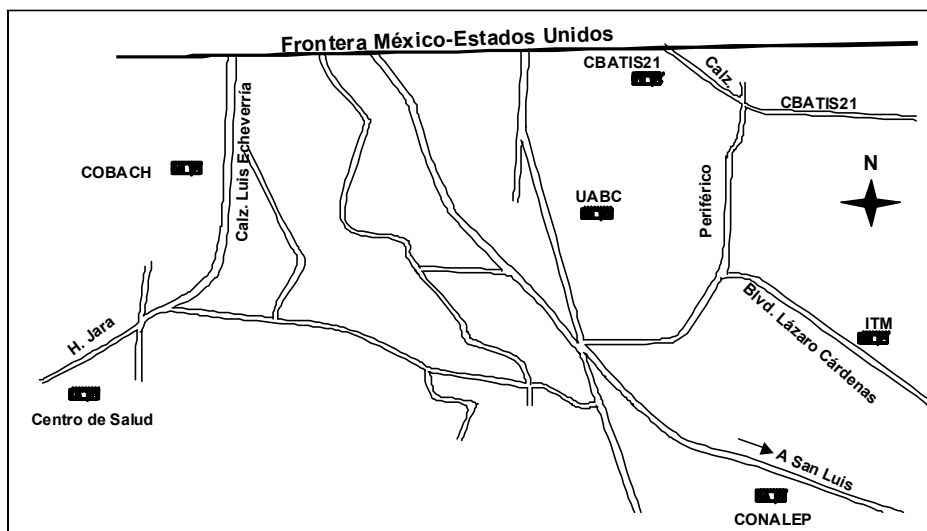 Frontera México-Estados Unidos
CBATIS21
Calz.
CBATIS21
COBACH
Calz. Luis Echeverría
N
UABC
Periférico
H. Jara
Blvd. Lázaro Cárdenas
ITM
Centro de Salud
A San Luis
CONALEP